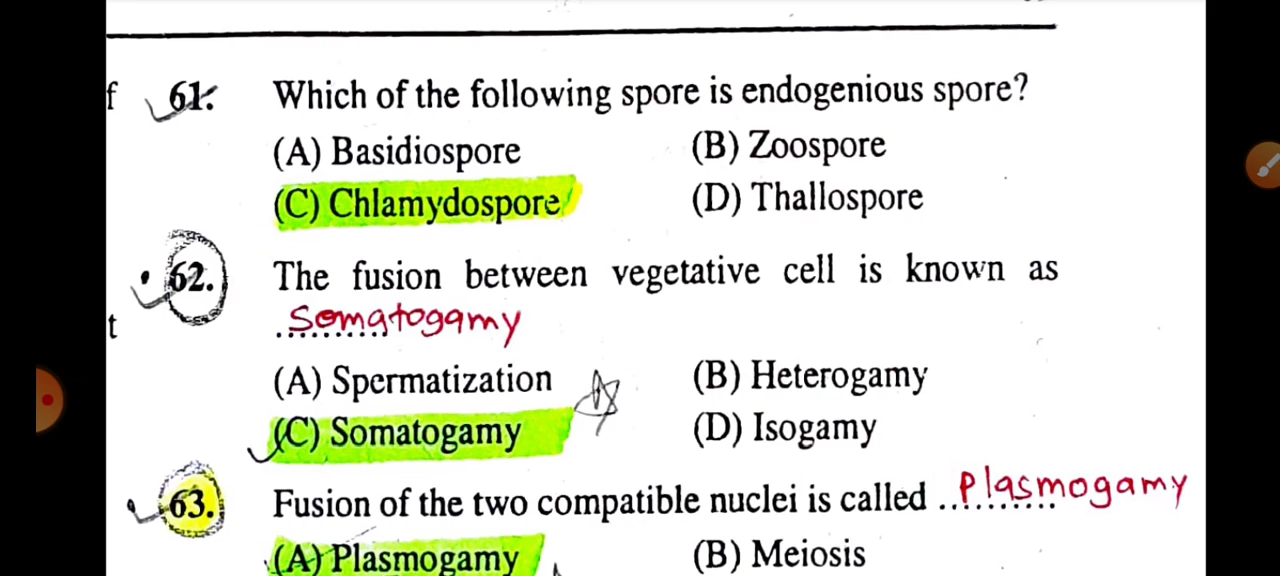 f 61. Which of the following spore is endogenious spore?
(A) Basidiospore (B) Zoospore
(C) Chlamydospore (D) Thallospore
62. The fusion between vegetative cell is known as
t ..........Somatogamy
(A) Spermatization (B) Heterogamy
(C) Somatogamy (D) Isogamy
63. Fusion of the two compatible nuclei is called ..........Plasmogamy
(A) Plasmogamy (B) Meiosis